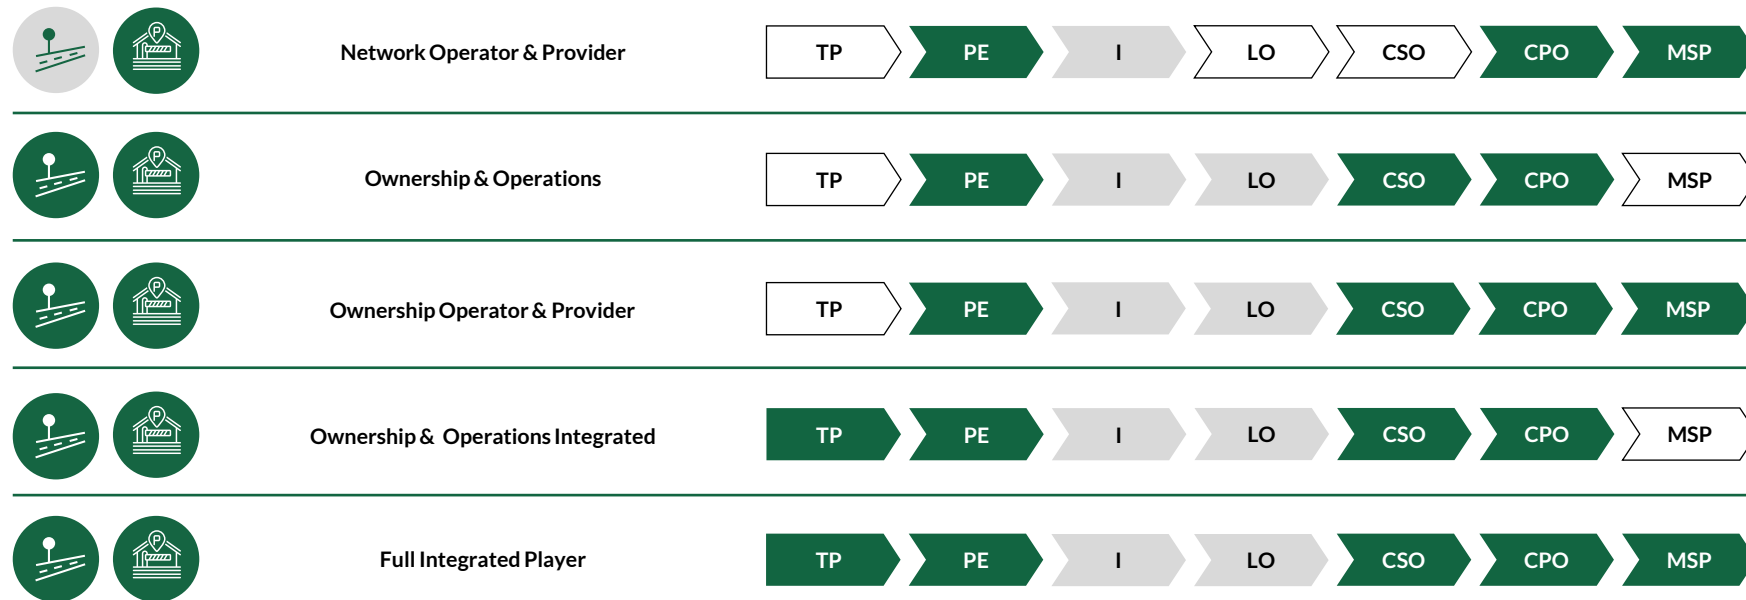 Network Operator & Provider TP PE I LO CSO CPO MSP
P
Ownership & Operations TP PE I LO CSO CPO MSP
P
Ownership Operator & Provider TP PE I LO CSO CPO MSP
P
Ownership & Operations Integrated TP PE I LO CSO CPO MSP
P
Full Integrated Player TP PE I LO CSO CPO MSP
P